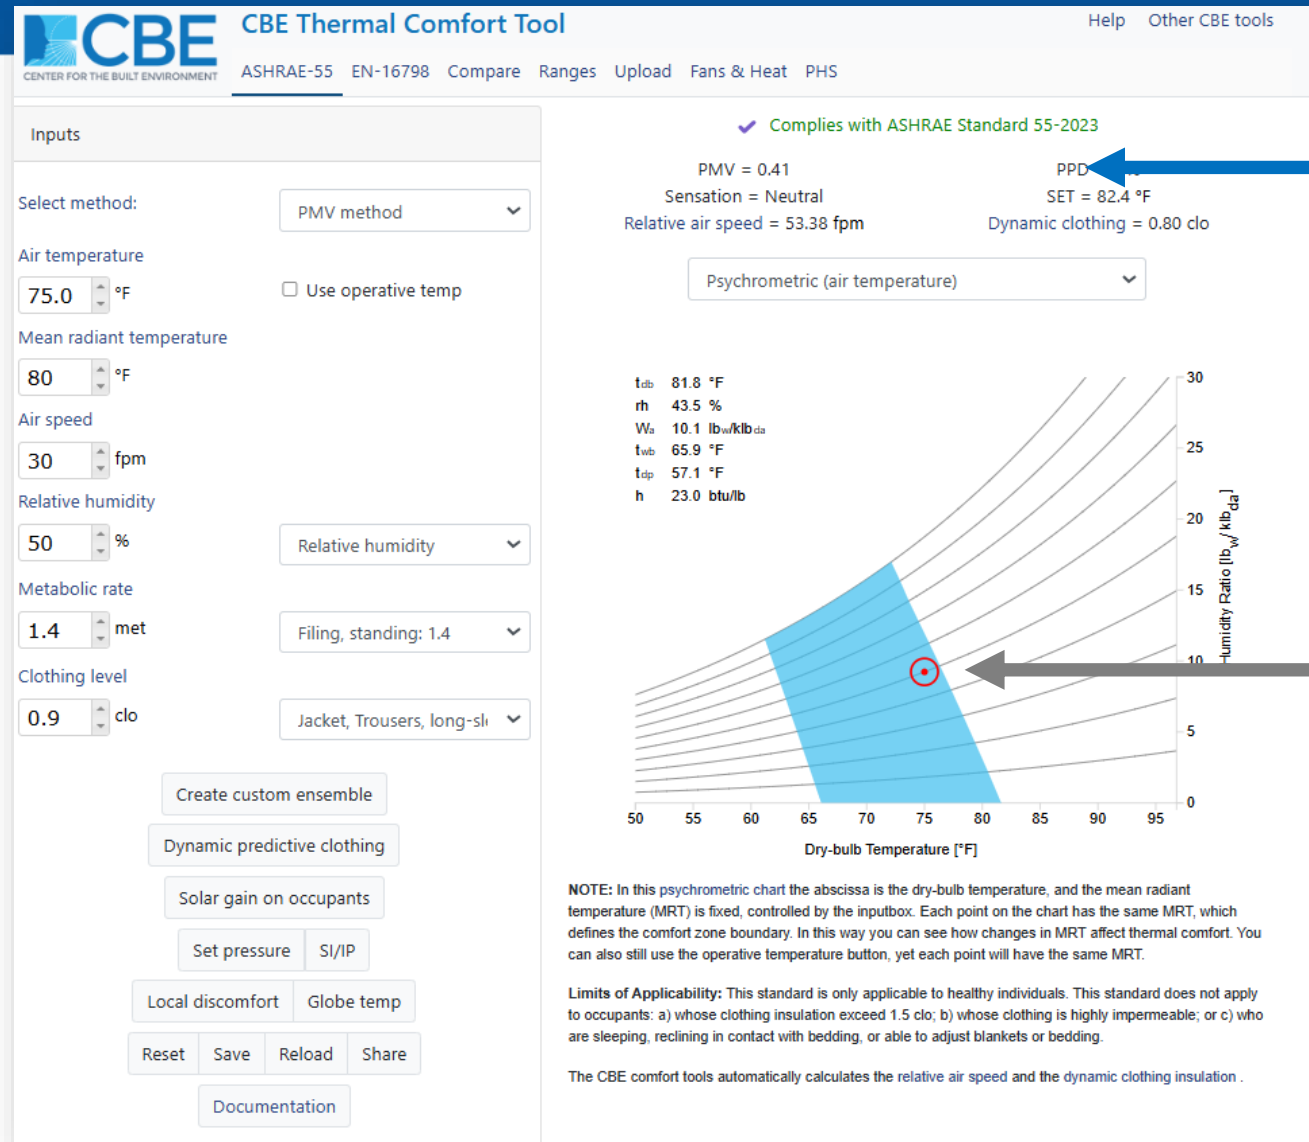 CBE
CENTER FOR THE BUILT ENVIRONMENT
CBE Thermal Comfort Tool
Help Other CBE tools
ASHRAE-55 EN-16798 Compare Ranges Upload Fans & Heat PHS
Inputs
Select method:
PMV method
Air temperature
75.0 °F
Use operative temp
Mean radiant temperature
80 °F
Air speed
30 fpm
Relative humidity
50 %
Relative humidity
Metabolic rate
1.4 met
Filing, standing: 1.4
Clothing level
0.9 clo
Jacket, Trousers, long-sl
Create custom ensemble
Dynamic predictive clothing
Solar gain on occupants
Set pressure SI/IP
Local discomfort Globe temp
Reset Save Reload Share
Documentation
Complies with ASHRAE Standard 55-2023
PMV = 0.41 PPD
Sensation = Neutral SET = 82.4 °F
Relative air speed = 53.38 fpm Dynamic clothing = 0.80 clo
Psychrometric (air temperature)
tdb 81.8 °F
rh 43.5 %
Wa 10.1 lbw/klbda
twb 65.9 °F
tdp 57.1 °F
h 23.0 btu/lb
30
25
20
15
10
5
0
Humidity Ratio [lbw/klbda]
50 55 60 65 70 75 80 85 90 95
Dry-bulb Temperature [°F]
NOTE: In this psychrometric chart the abscissa is the dry-bulb temperature, and the mean radiant
temperature (MRT) is fixed, controlled by the inputbox. Each point on the chart has the same MRT, which
defines the comfort zone boundary. In this way you can see how changes in MRT affect thermal comfort. You
can also still use the operative temperature button, yet each point will have the same MRT.
Limits of Applicability: This standard is only applicable to healthy individuals. This standard does not apply
to occupants: a) whose clothing insulation exceed 1.5 clo; b) whose clothing is highly impermeable; or c) who
are sleeping, reclining in contact with bedding, or able to adjust blankets or bedding.
The CBE comfort tools automatically calculates the relative air speed and the dynamic clothing insulation .